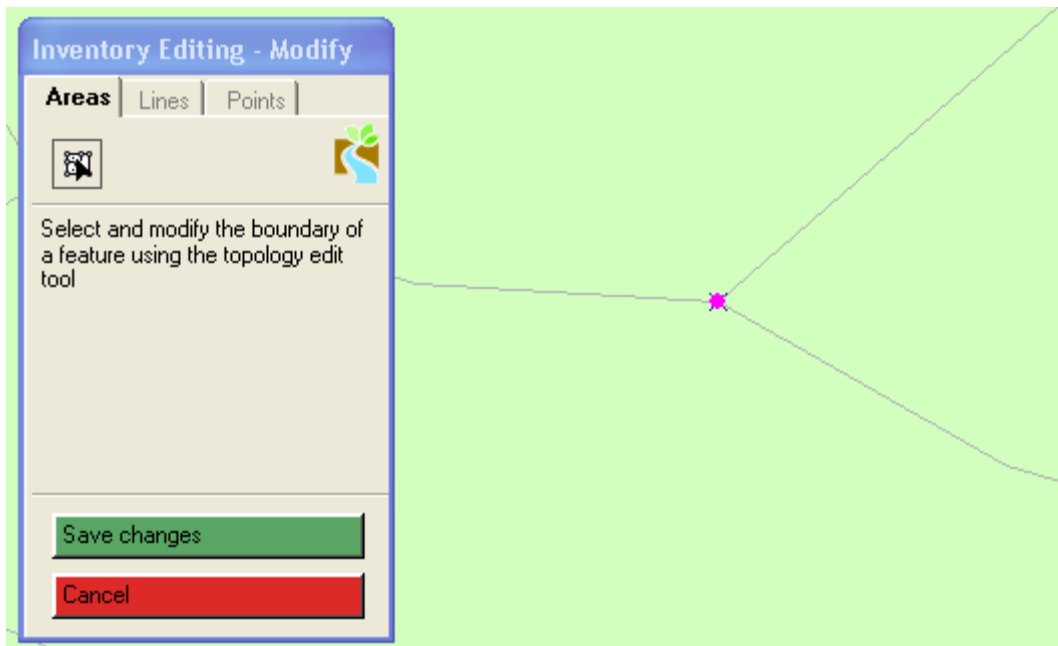 Inventory Editing - Modify
Areas Lines Points
Select and modify the boundary of
a feature using the topology edit
tool
Save changes
Cancel